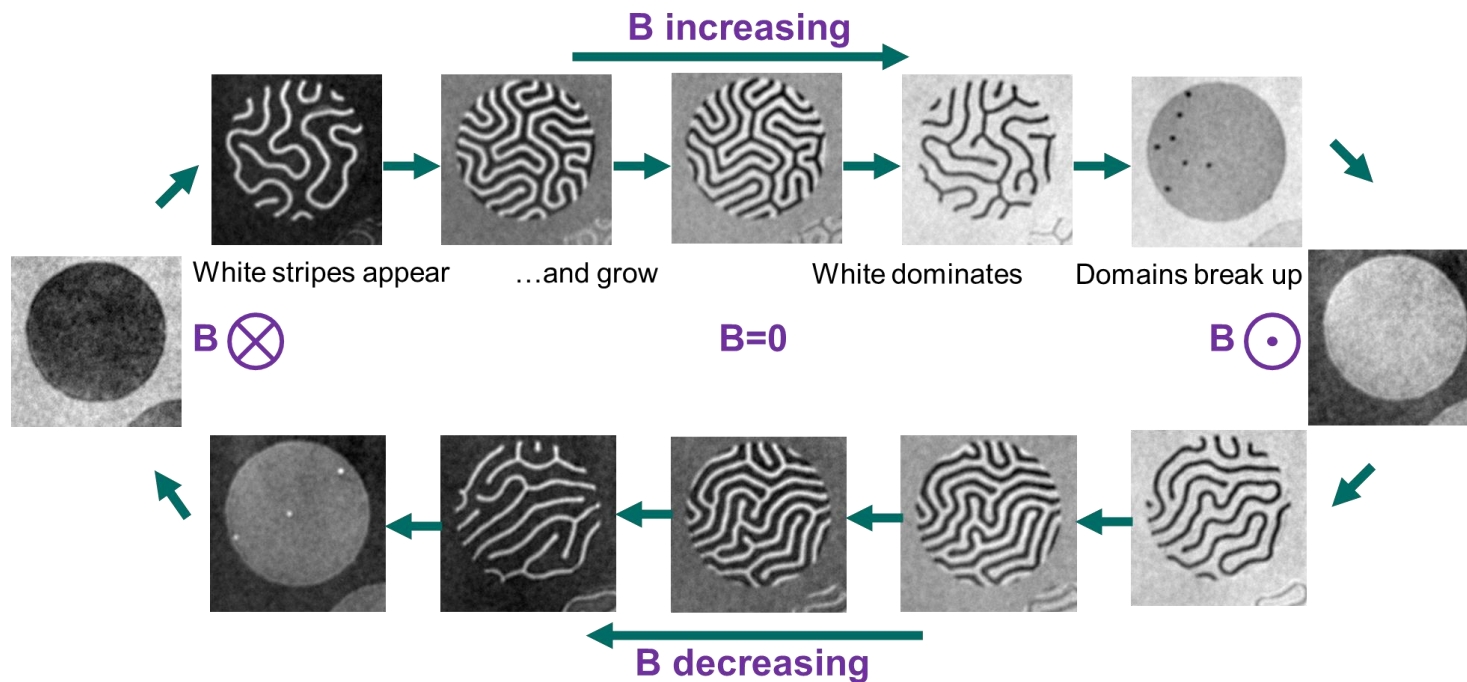 B increasing
White stripes appear
…and grow
White dominates
Domains break up
B
B=0
B
B decreasing